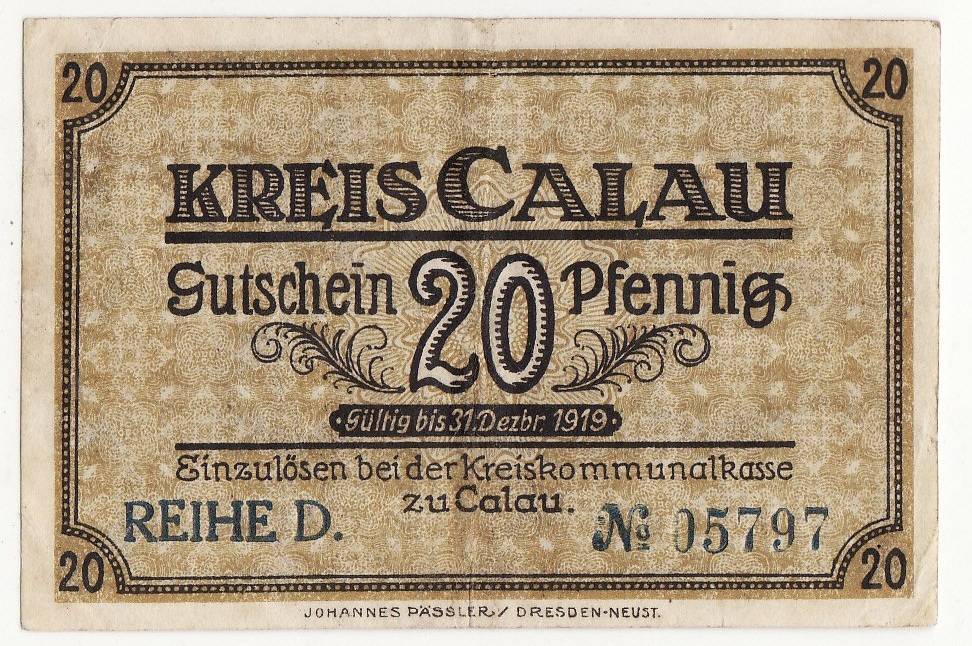 20 20
KREIS CALAU
Gutschein 20 Pfennig
Gültig bis 31. Dezbr. 1919
Einzulösen bei der Kreiskommunalkasse
zu Calau.
REIHE D. № 05797
20 20
JOHANNES PÄSSLER / DRESDEN-NEUST.